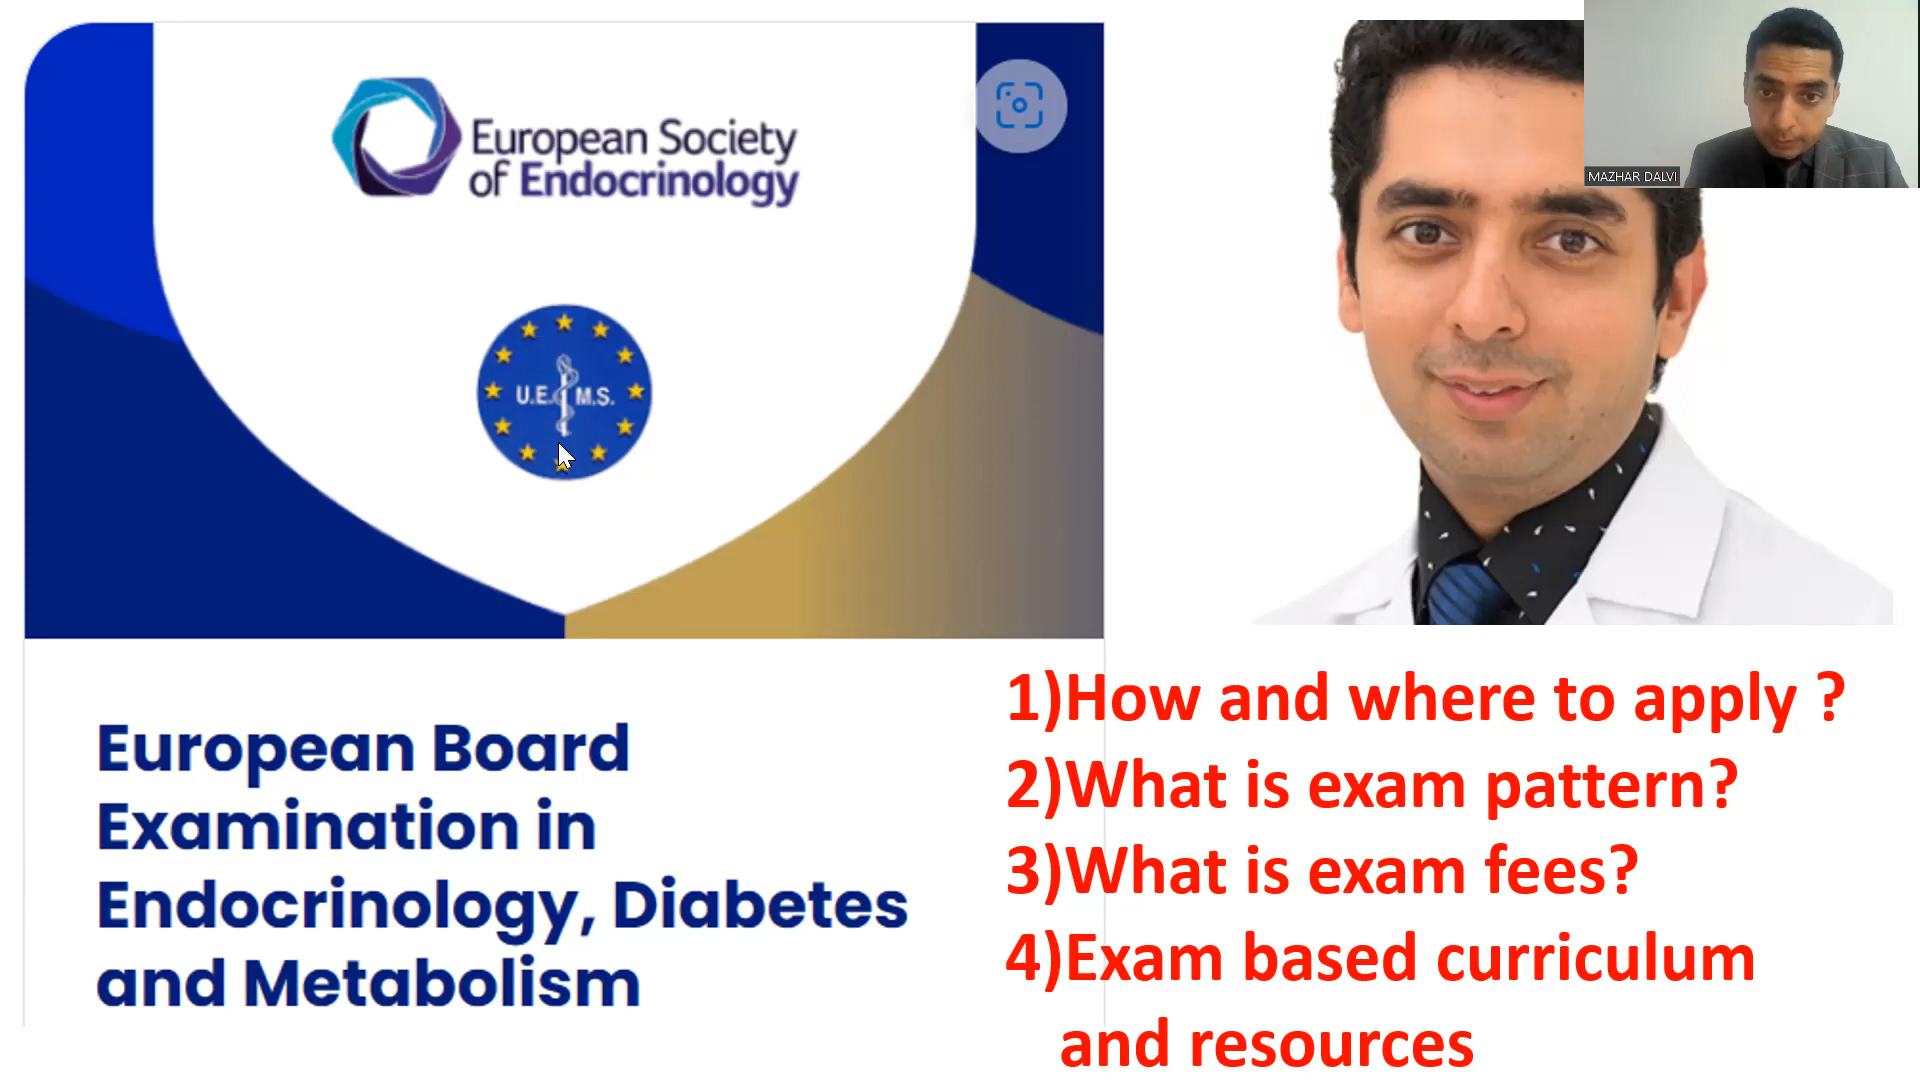 European Society
of Endocrinology
U.E. M.S.
European Board
Examination in
Endocrinology, Diabetes
and Metabolism
MAZHAR DALVI
1)How and where to apply ?
2)What is exam pattern?
3)What is exam fees?
4)Exam based curriculum
and resources